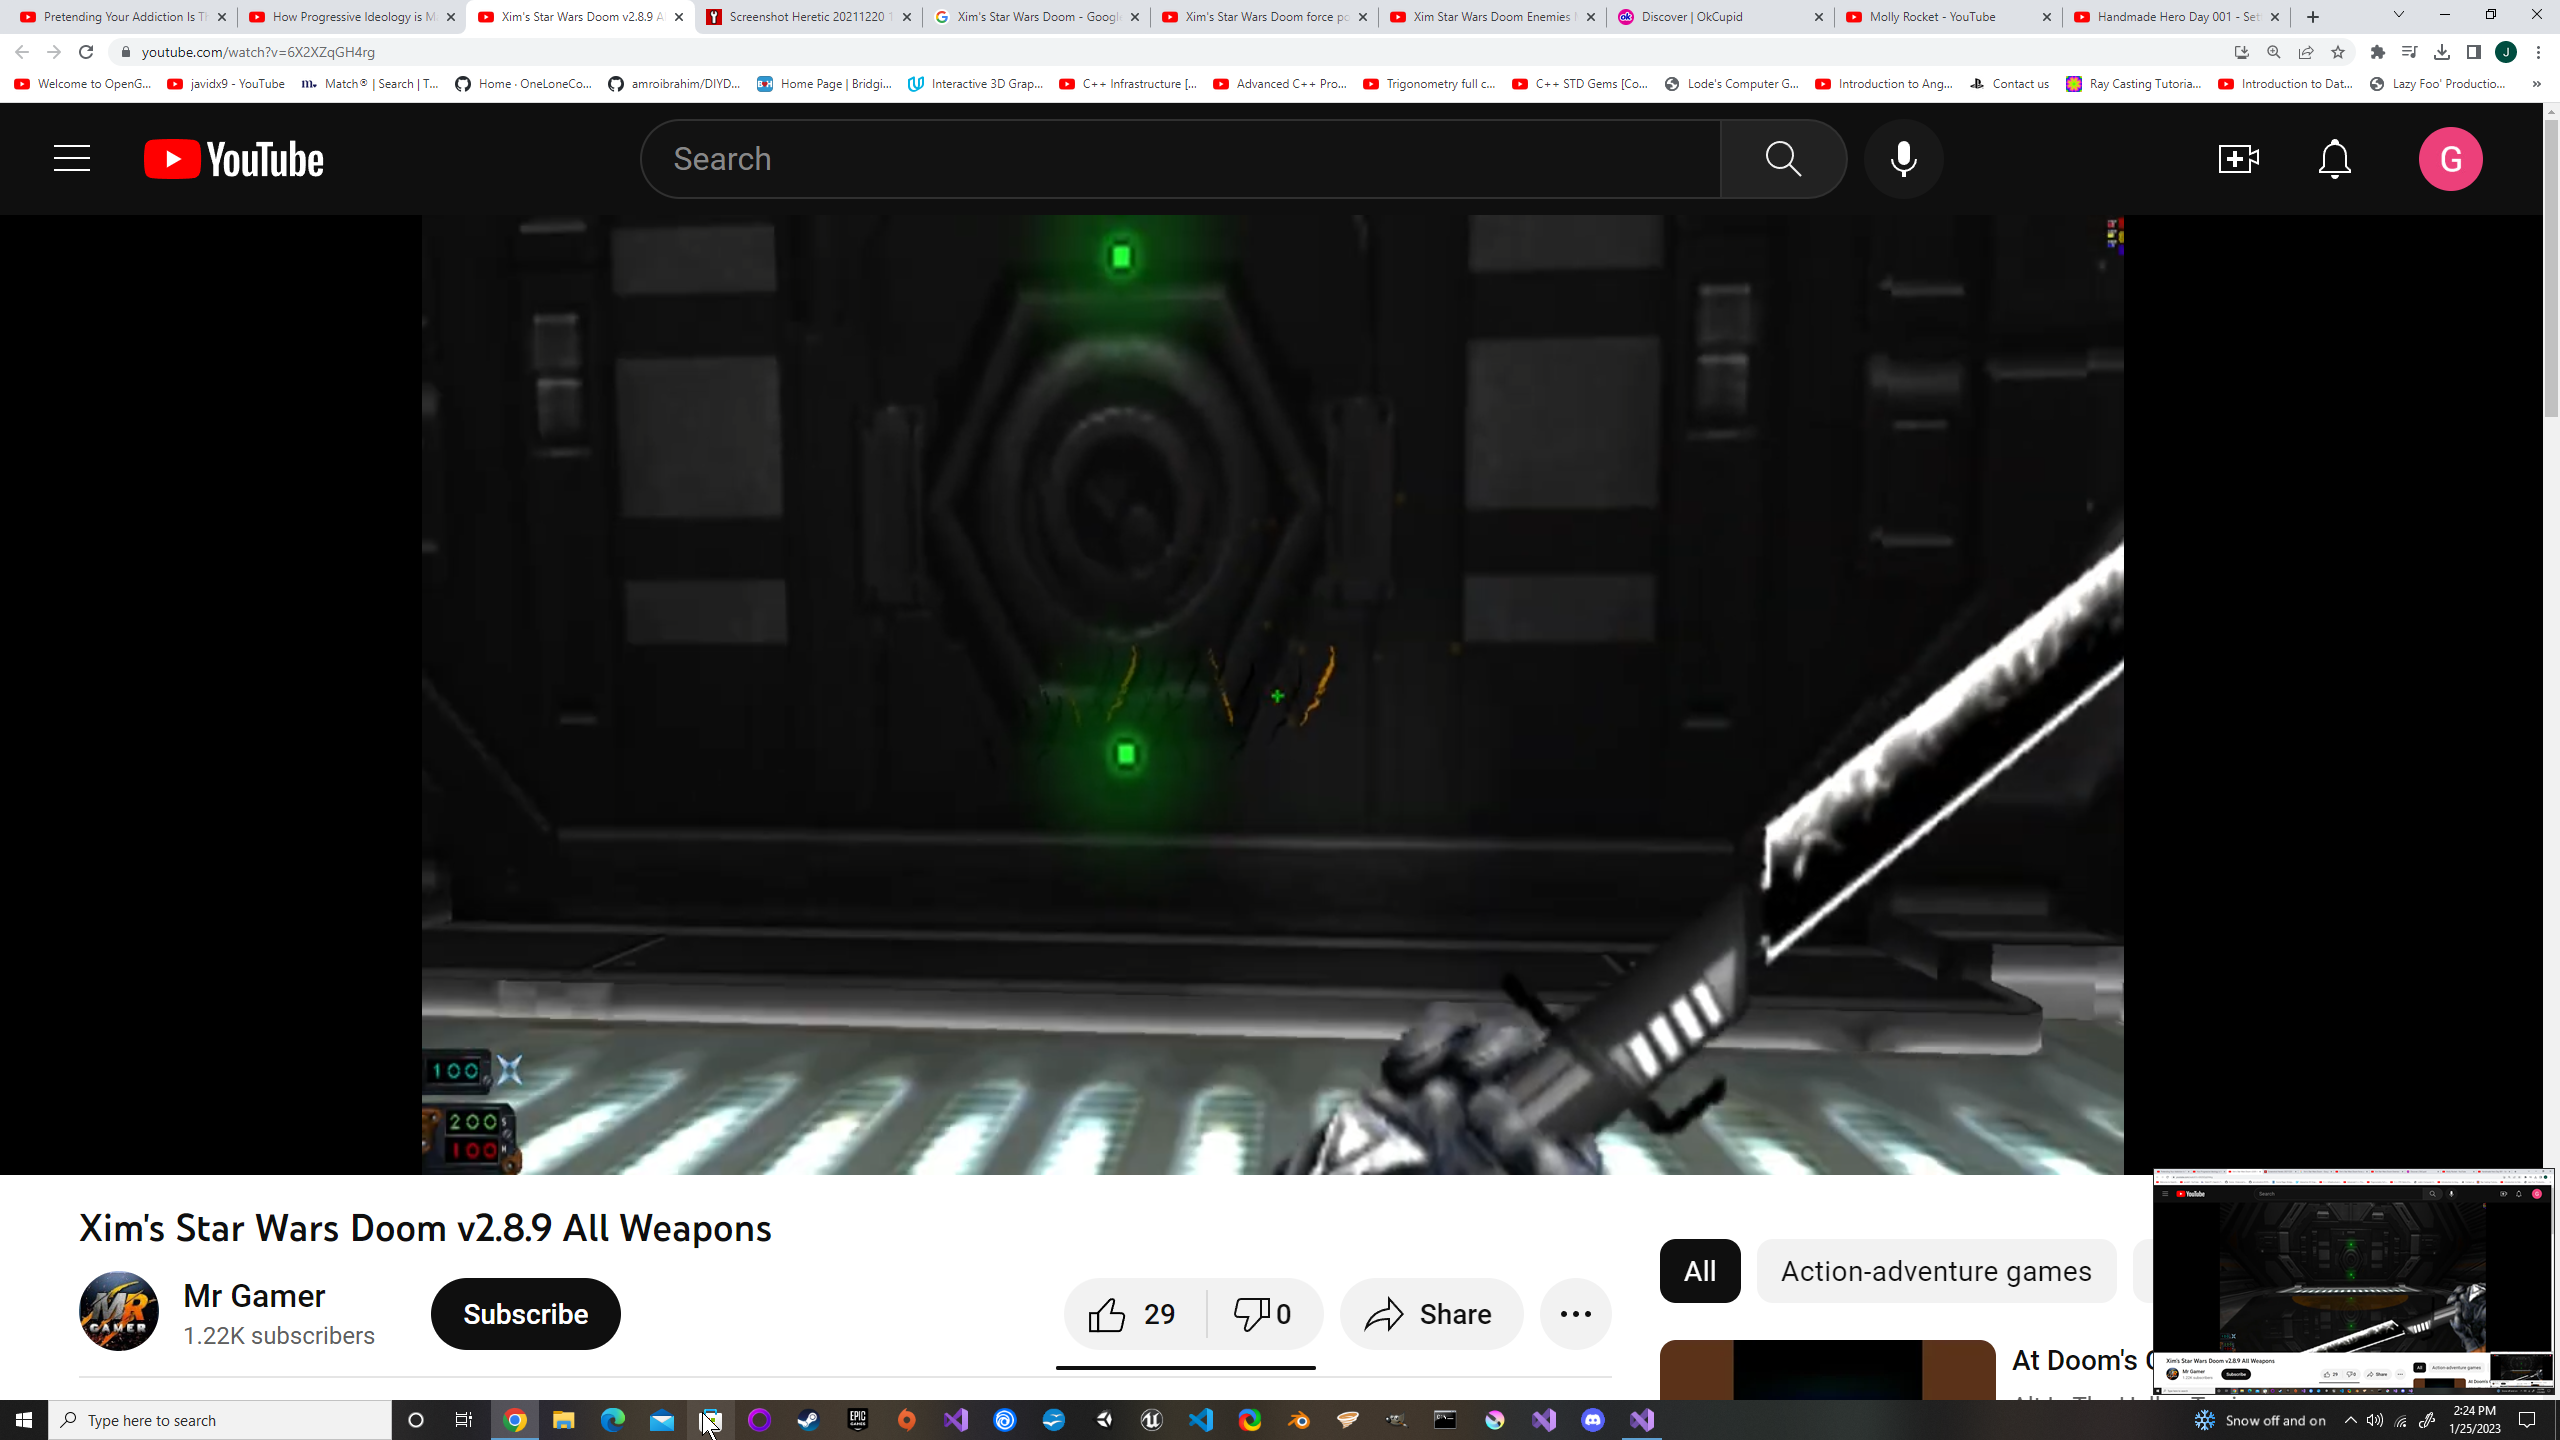 Pretending Your Addiction Is T
How Progressive Ideology is M
Xim's Star Wars Doom v2.8.9 A
Screenshot Heretic 20211220 1
Xim's Star Wars Doom - Googl
Xim's Star Wars Doom force po
Xim Star Wars Doom Enemies
Discover | OkCupid
Molly Rocket - YouTube
Handmade Hero Day 001 - Set
youtube.com/watch?v=6X2XZqGH4rg
J
Welcome to OpenG...
javidx9 - YouTube
Match® | Search | T...
Home · OneLoneCo...
amroibrahim/DIYD...
Home Page | Bridgi...
Interactive 3D Grap...
C++ Infrastructure [...
Advanced C++ Pro...
Trigonometry full c...
C++ STD Gems [Co...
Lode's Computer G...
Introduction to Ang...
Contact us
Ray Casting Tutoria...
Introduction to Dat...
Lazy Foo' Productio...
»
YouTube
Search
G
100
200
100
Xim's Star Wars Doom v2.8.9 All Weapons
MR GAMER
Mr Gamer
1.22K subscribers
Subscribe
29
0
Share
All
Action-adventure games
At Doom's
Type here to search
Snow off and on
2:24 PM
1/25/2023